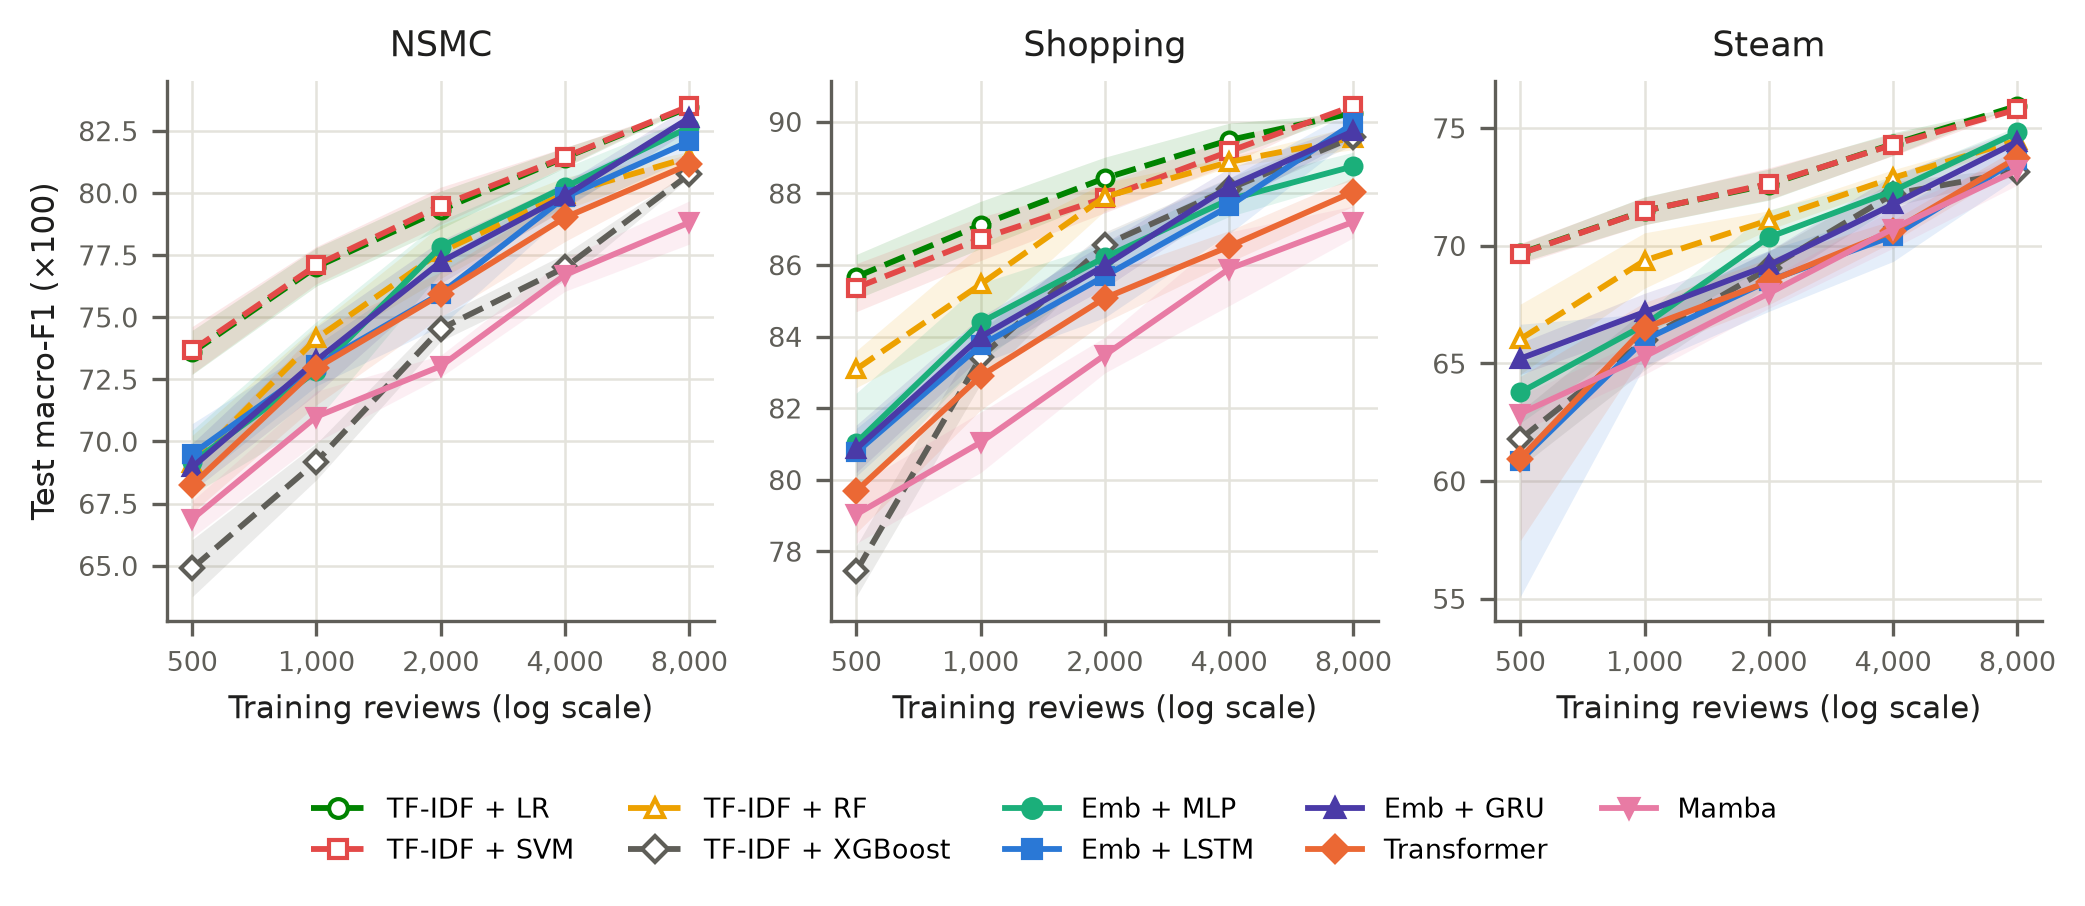 NSMC
Shopping
Steam
Test macro-F1 (×100)
82.5
80.0
77.5
75.0
72.5
70.0
67.5
65.0
500 1,000 2,000 4,000 8,000
Training reviews (log scale)
90
88
86
84
82
80
78
500 1,000 2,000 4,000 8,000
Training reviews (log scale)
75
70
65
60
55
500 1,000 2,000 4,000 8,000
Training reviews (log scale)
TF-IDF + LR
TF-IDF + SVM
TF-IDF + RF
TF-IDF + XGBoost
Emb + MLP
Emb + LSTM
Emb + GRU
Transformer
Mamba